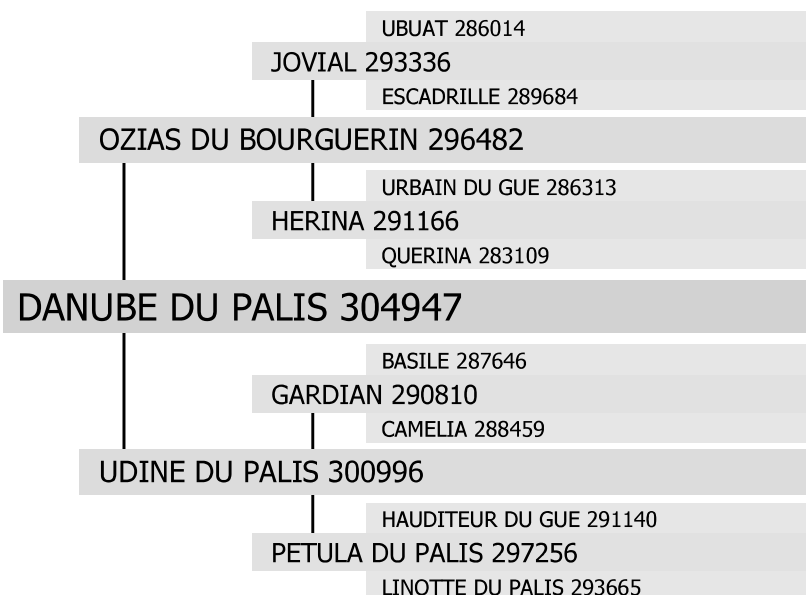 UBUAT 286014
JOVIAL 293336
ESCADRILLE 289684
OZIAS DU BOURGUERIN 296482
URBAIN DU GUE 286313
HERINA 291166
QUERINA 283109
DANUBE DU PALIS 304947
BASILE 287646
GARDIAN 290810
CAMELIA 288459
UDINE DU PALIS 300996
HAUDITEUR DU GUE 291140
PETULA DU PALIS 297256
LINOTTE DU PALIS 293665